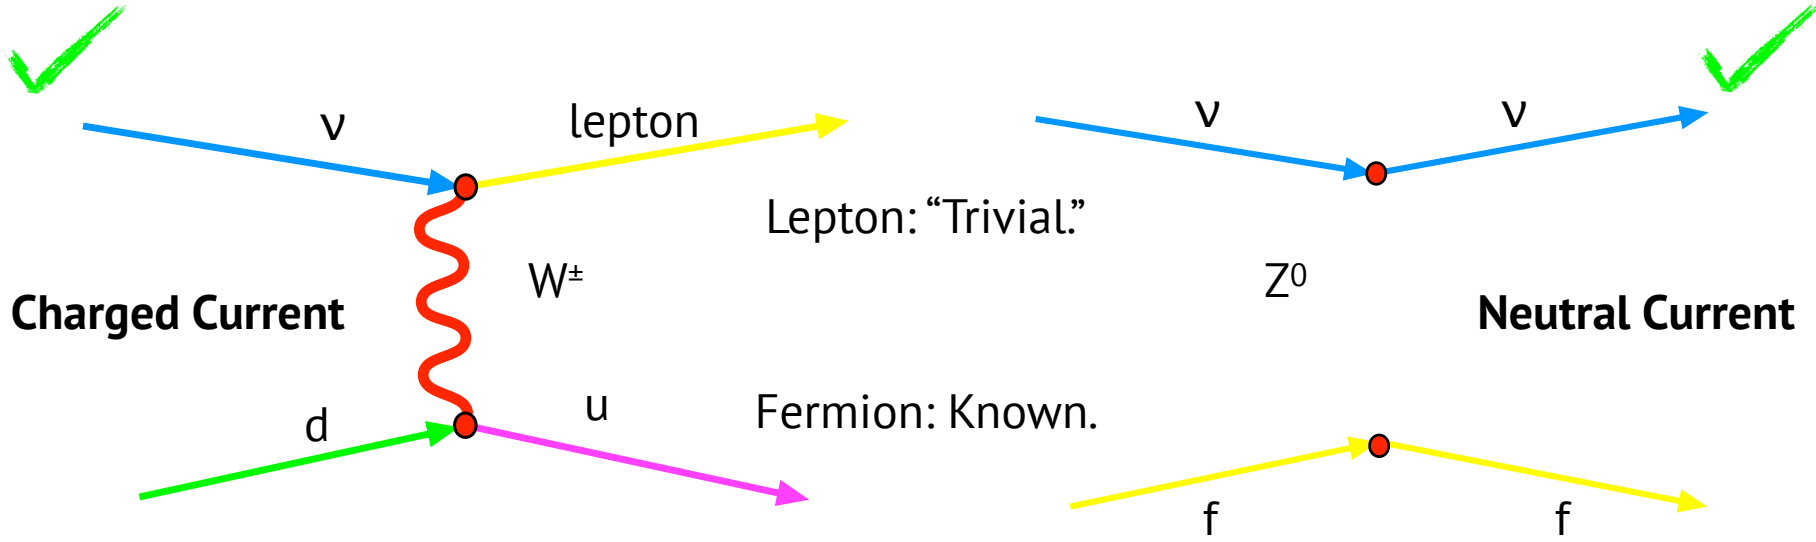 ν
lepton
ν
ν
Lepton: “Trivial.”
W±
Z⁰
Charged Current
Neutral Current
d
u
Fermion: Known.
f
f